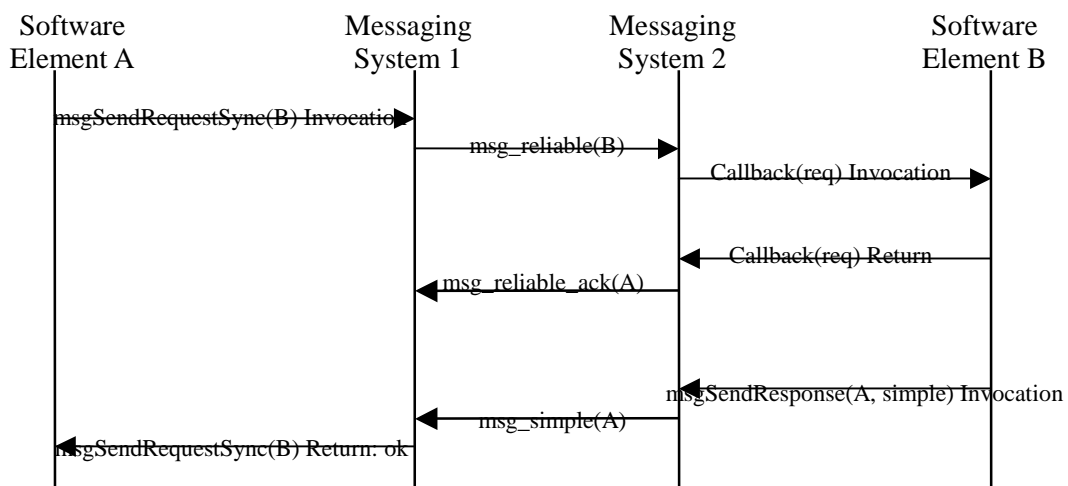 Software Element A
Messaging System 1
Messaging System 2
Software Element B
msgSendRequestSync(B) Invocation
msg_reliable(B)
Callback(req) Invocation
Callback(req) Return
msg_reliable_ack(A)
msgSendResponse(A, simple) Invocation
msg_simple(A)
msgSendRequestSync(B) Return: ok